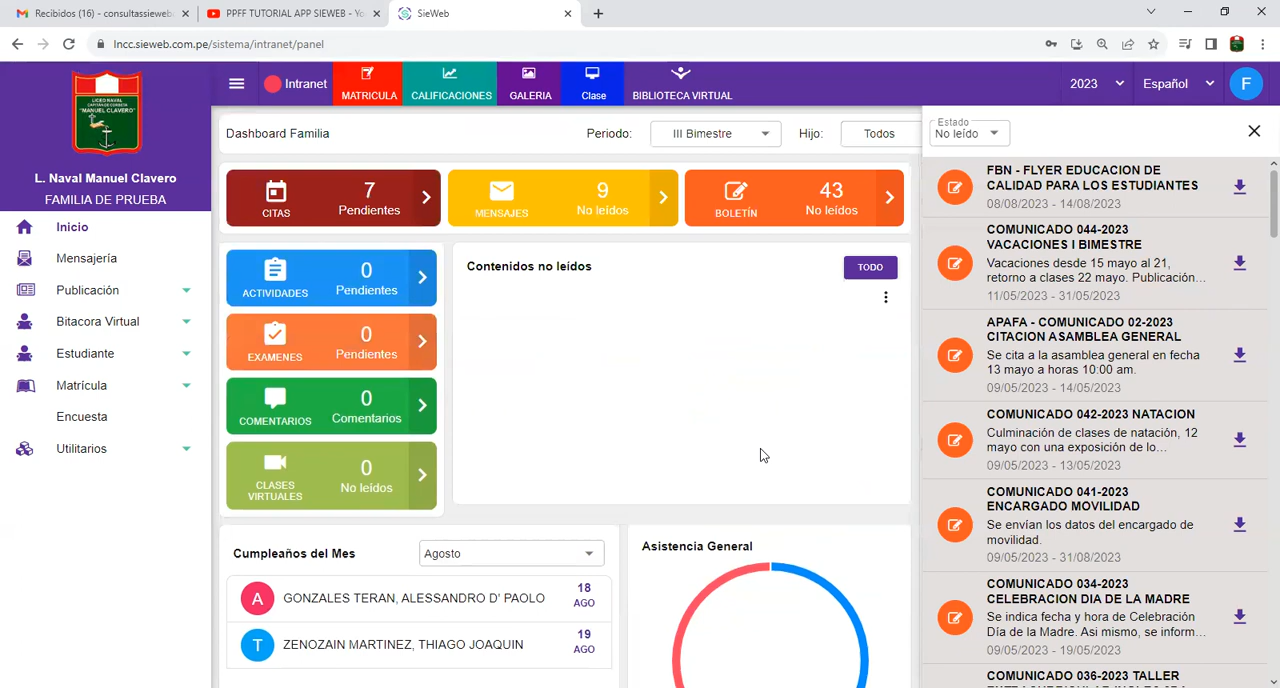 Recibidos (16) - consultassieweb
PPFF TUTORIAL APP SIEWEB - Yo
SieWeb
lncc.sieweb.com.pe/sistema/intranet/panel
LICEO NAVAL
"MANUEL CLAVERO"
L. Naval Manuel Clavero
FAMILIA DE PRUEBA
Inicio
Mensajería
Publicación
Bitacora Virtual
Estudiante
Matrícula
Encuesta
Utilitarios
Intranet
MATRICULA
CALIFICACIONES
GALERIA
Clase
BIBLIOTECA VIRTUAL
2023
Español
F
Dashboard Familia
Periodo:
III Bimestre
Hijo:
Todos
CITAS
7
Pendientes
MENSAJES
9
No leídos
BOLETÍN
43
No leídos
ACTIVIDADES
0
Pendientes
EXAMENES
0
Pendientes
COMENTARIOS
0
Comentarios
CLASES
VIRTUALES
0
No leídos
Contenidos no leídos
TODO
Cumpleaños del Mes
Agosto
A
GONZALES TERAN, ALESSANDRO D' PAOLO
18
AGO
T
ZENOZAIN MARTINEZ, THIAGO JOAQUIN
19
AGO
Asistencia General
Estado
No leído
FBN - FLYER EDUCACION DE
CALIDAD PARA LOS ESTUDIANTES
08/08/2023 - 14/08/2023
COMUNICADO 044-2023
VACACIONES I BIMESTRE
Vacaciones desde 15 mayo al 21,
retorno a clases 22 mayo. Publicación...
11/05/2023 - 31/05/2023
APAFA - COMUNICADO 02-2023
CITACION ASAMBLEA GENERAL
Se cita a la asamblea general en fecha
13 mayo a horas 10:00 am.
09/05/2023 - 14/05/2023
COMUNICADO 042-2023 NATACION
Culminación de clases de natación, 12
mayo con una exposición de lo...
09/05/2023 - 13/05/2023
COMUNICADO 041-2023
ENCARGADO MOVILIDAD
Se envían los datos del encargado de
movilidad.
09/05/2023 - 31/08/2023
COMUNICADO 034-2023
CELEBRACION DIA DE LA MADRE
Se indica fecha y hora de Celebración
Día de la Madre. Asi mismo, se inform...
09/05/2023 - 19/05/2023
COMUNICADO 036-2023 TALLER